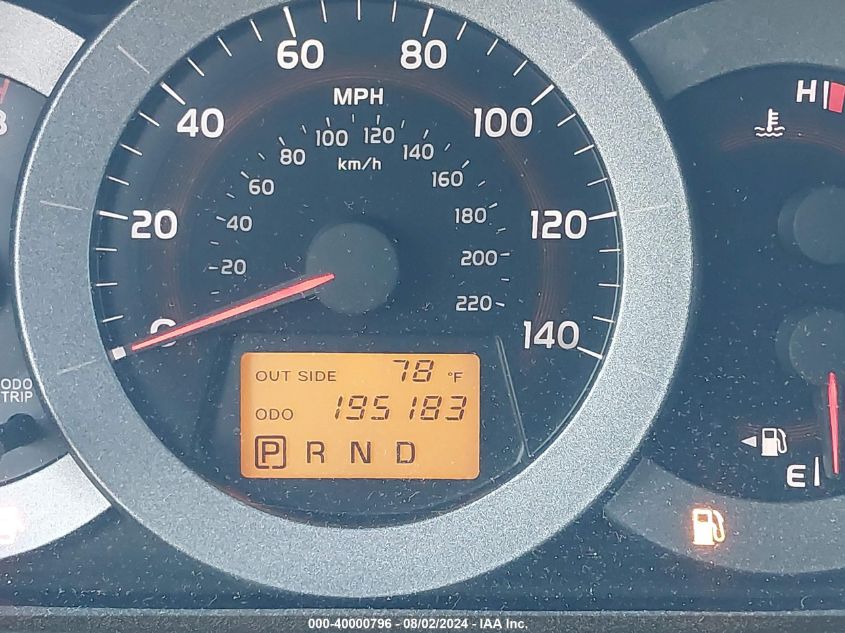 60 80
MPH
40 100
100 120
80 140
km/h
60 160
20 120
40 180
20 200
220
0 140
OUT SIDE 78 °F
ODO 195183
P R N D
ODO
TRIP
H
E
000-40000796 - 08/02/2024 - IAA Inc.